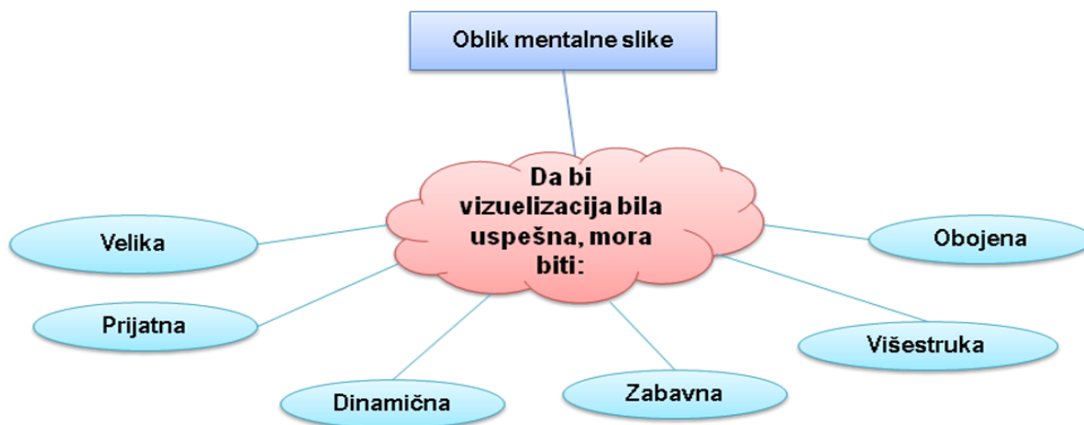 Oblik mentalne slike
Da bi
vizuelizacija bila
uspešna, mora
biti:
Velika
Obojena
Prijatna
Višestruka
Dinamična
Zabavna